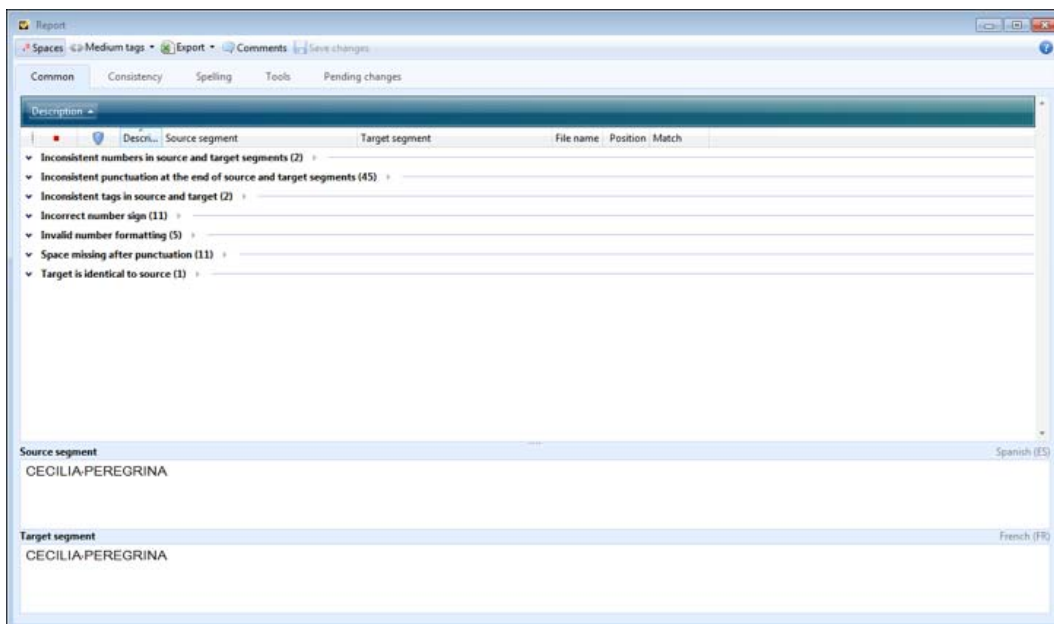 Report
Spaces Medium tags Export Comments Save changes
Common Consistency Spelling Tools Pending changes
Description
Descri... Source segment Target segment File name Position Match
Inconsistent numbers in source and target segments (2)
Inconsistent punctuation at the end of source and target segments (45)
Inconsistent tags in source and target (2)
Incorrect number sign (11)
Invalid number formatting (5)
Space missing after punctuation (11)
Target is identical to source (1)
Source segment Spanish (ES)
CECILIA·PEREGRINA
Target segment French (FR)
CECILIA·PEREGRINA